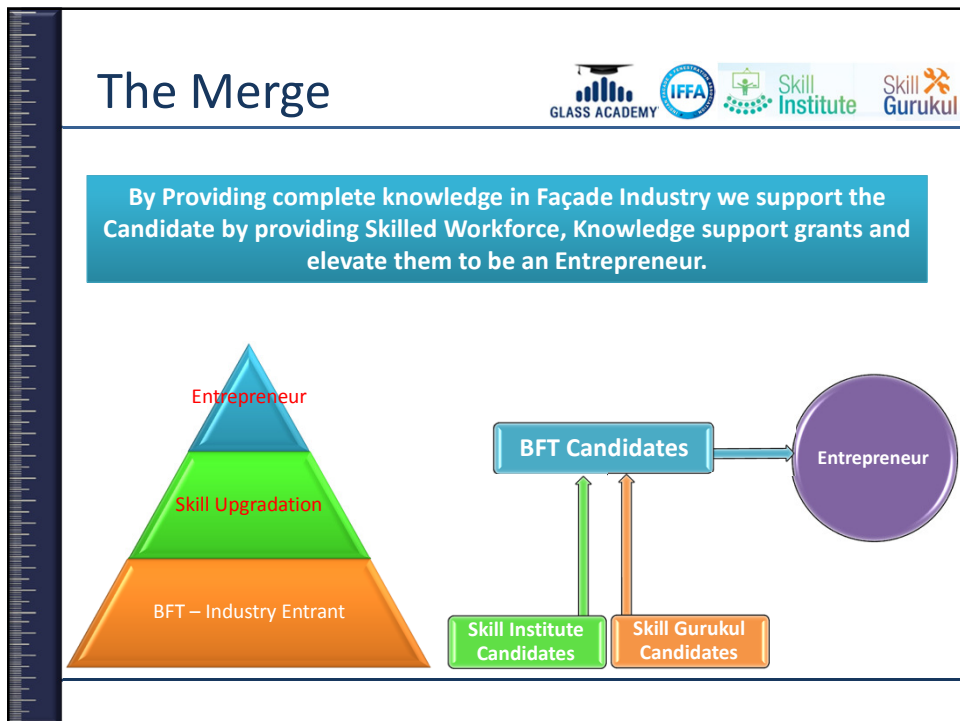 The Merge
GLASS ACADEMY
IFFA
Skill
Institute
Skill
Gurukul
By Providing complete knowledge in Façade Industry we support the
Candidate by providing Skilled Workforce, Knowledge support grants and
elevate them to be an Entrepreneur.
Entrepreneur
Skill Upgradation
BFT – Industry Entrant
BFT Candidates
Entrepreneur
Skill Institute
Candidates
Skill Gurukul
Candidates